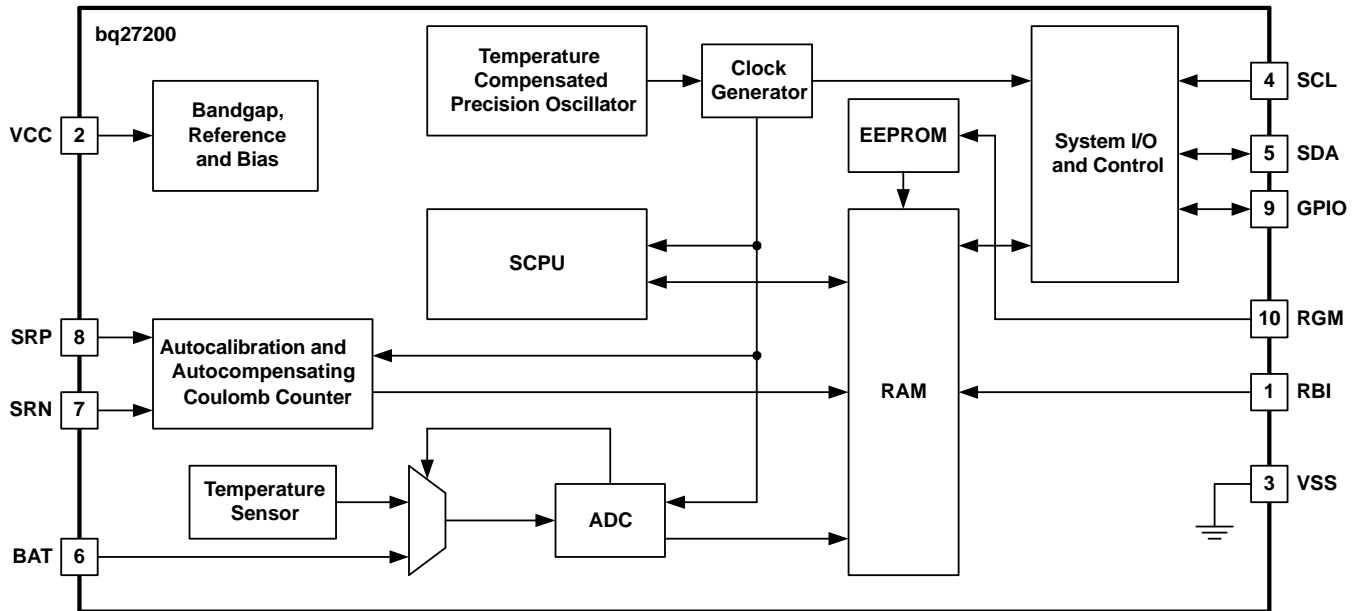 bq27200
Temperature
Compensated
Precision Oscillator
Clock
Generator
4 SCL
Bandgap,
Reference
and Bias
VCC 2
EEPROM
System I/O
and Control
5 SDA
9 GPIO
SCPU
10 RGM
SRP 8
Autocalibration and
Autocompensating
Coulomb Counter
SRN 7
RAM
1 RBI
Temperature
Sensor
ADC
3 VSS
BAT 6